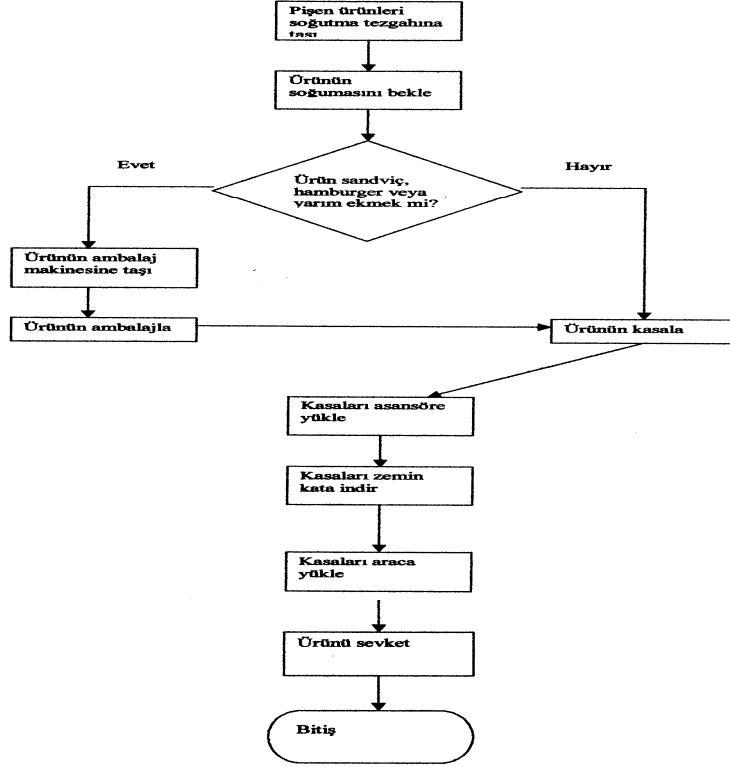 Pişen ürünleri
soğutma tezgahına
taşı
Ürünün
soğumasını bekle
Evet
Hayır
Ürün sandviç,
hamburger veya
yarım ekmek mi?
Ürünün ambalaj
makinesine taşı
Ürünün ambalajla
Ürünün kasala
Kasaları asansöre
yükle
Kasaları zemin
kata indir
Kasaları araca
yükle
Ürünü sevket
Bitiş